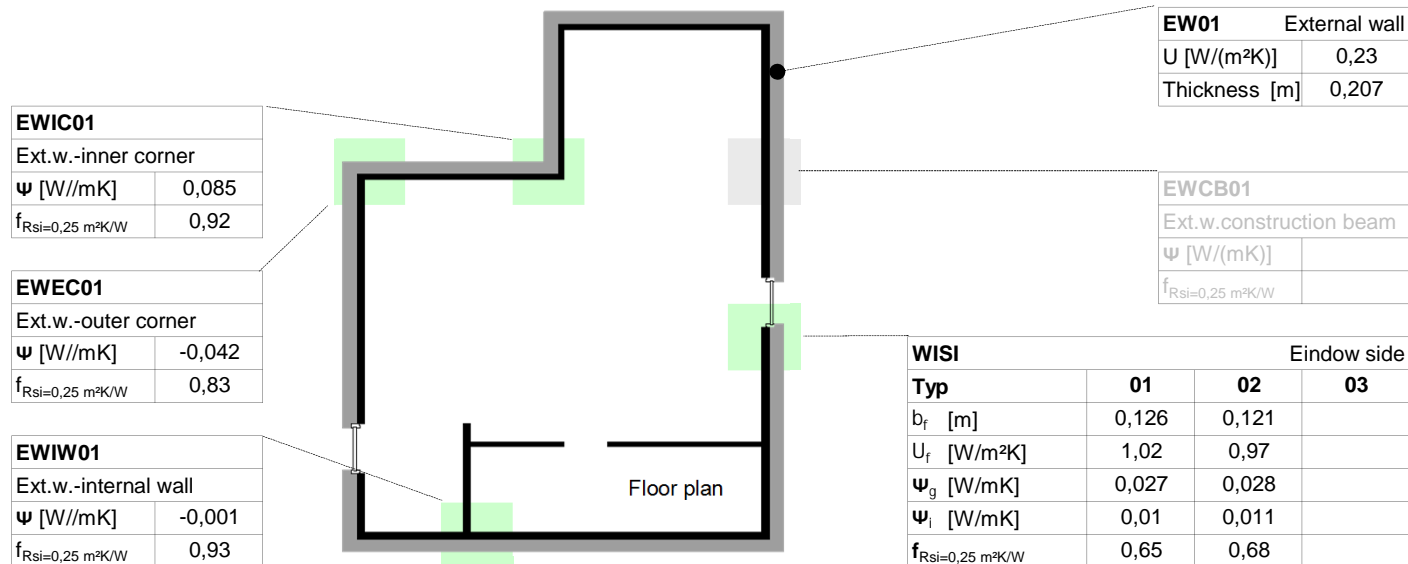 EW01 External wall
U [W/(m²K)] 0,23
Thickness [m] 0,207
EWIC01
Ext.w.-inner corner
Ψ [W//mK] 0,085
fRsi=0,25 m²K/W 0,92
EWCB01
Ext.w.construction beam
Ψ [W/(mK)]
fRsi=0,25 m²K/W
EWEC01
Ext.w.-outer corner
Ψ [W//mK] -0,042
fRsi=0,25 m²K/W 0,83
WISI Eindow side
Typ 01 02 03
bf [m] 0,126 0,121
Uf [W/m²K] 1,02 0,97
Ψg [W/mK] 0,027 0,028
Ψi [W/mK] 0,01 0,011
fRsi=0,25 m²K/W 0,65 0,68
EWIW01
Ext.w.-internal wall
Ψ [W//mK] -0,001
fRsi=0,25 m²K/W 0,93
Floor plan